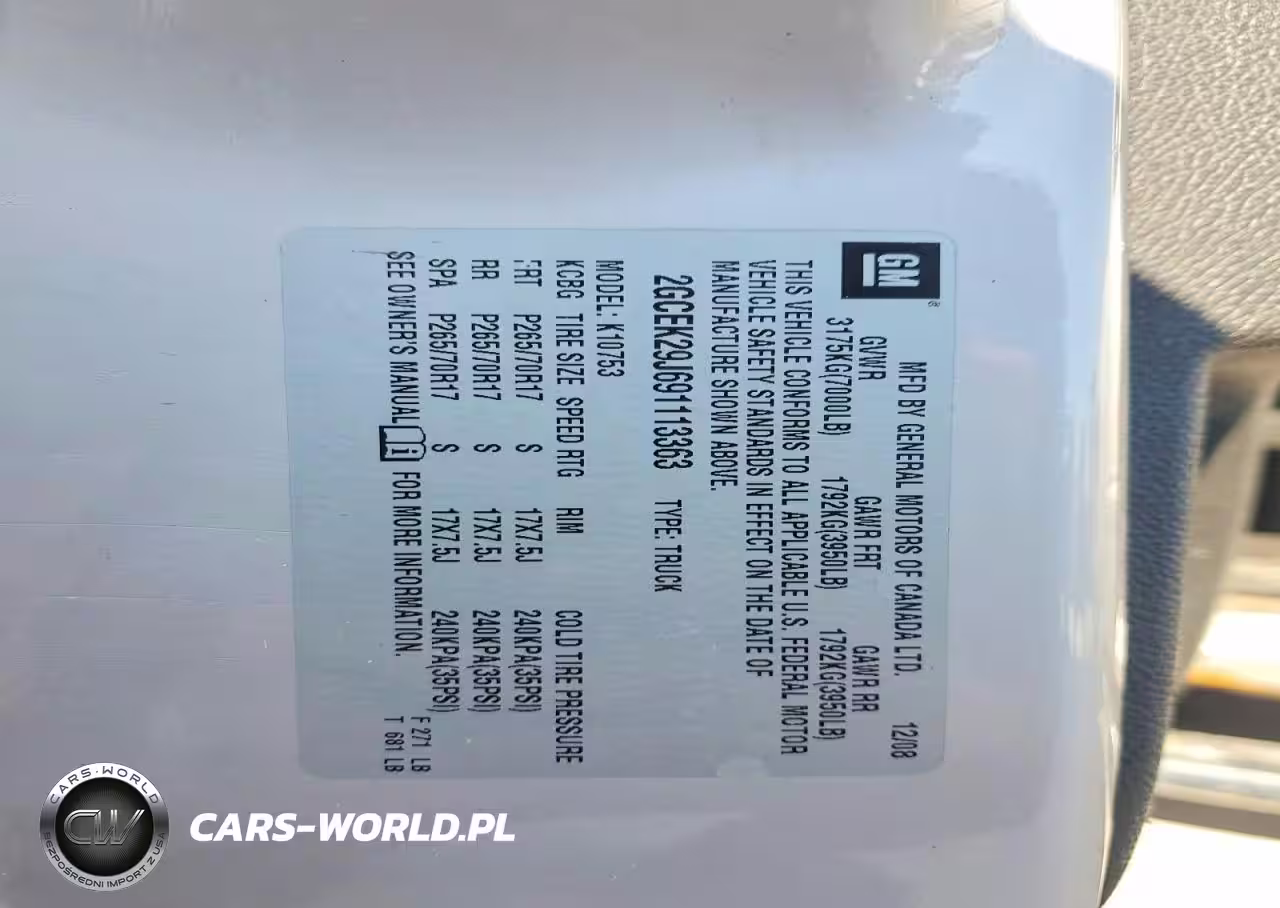 GM
MFD BY GENERAL MOTORS OF CANADA LTD. 12/08
GVWR GAWR FRT GAWR RR
3175KG(7000LB) 1792KG(3950LB) 1792KG(3950LB)
THIS VEHICLE CONFORMS TO ALL APPLICABLE U.S. FEDERAL MOTOR
VEHICLE SAFETY STANDARDS IN EFFECT ON THE DATE OF
MANUFACTURE SHOWN ABOVE.
2GCEK29J691113363 TYPE: TRUCK
MODEL: K10753
KCBG TIRE SIZE SPEED RTG RIM COLD TIRE PRESSURE
FRT P265/70R17 S 17X7.5J 240KPA(35PSI)
RR P265/70R17 S 17X7.5J 240KPA(35PSI)
SPA P265/70R17 S 17X7.5J 240KPA(35PSI)
SEE OWNER'S MANUAL i FOR MORE INFORMATION.
F 271 LB
T 681 LB
CARS-WORLD
CW
BEZPOŚREDNI IMPORT Z USA
CARS-WORLD.PL